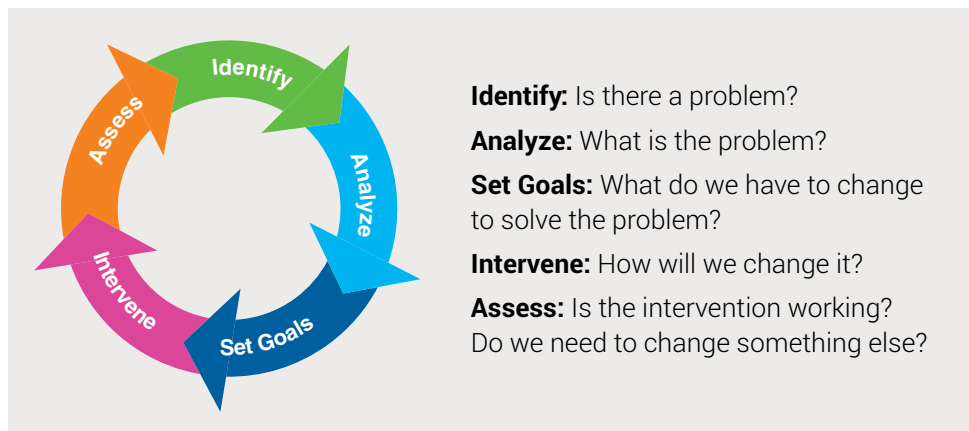 Identify
Analyze
Set Goals
Intervene
Assess
Identify: Is there a problem?
Analyze: What is the problem?
Set Goals: What do we have to change
to solve the problem?
Intervene: How will we change it?
Assess: Is the intervention working?
Do we need to change something else?